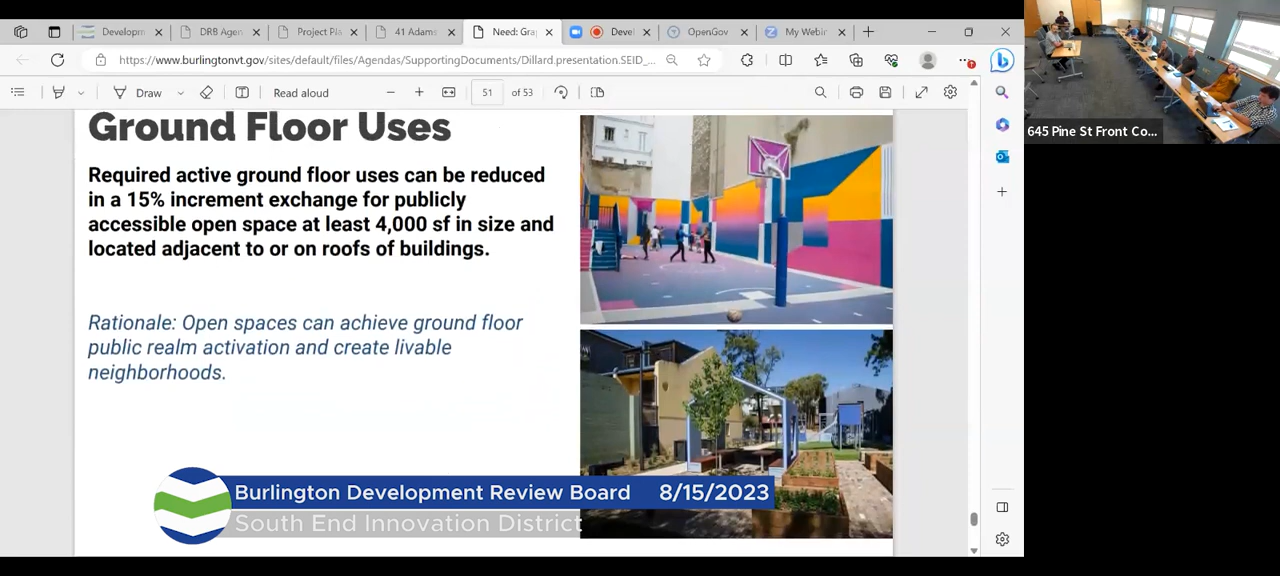 Developm
DRB Agen
Project Pla
41 Adams
Need: Gra
Devel
OpenGov
My Webin
https://www.burlingtonvt.gov/sites/default/files/Agendas/SupportingDocuments/Dillard.presentation.SEID_...
Draw
Read aloud
51 of 53
645 Pine St Front Co...
Ground Floor Uses
Required active ground floor uses can be reduced
in a 15% increment exchange for publicly
accessible open space at least 4,000 sf in size and
located adjacent to or on roofs of buildings.
Rationale: Open spaces can achieve ground floor
public realm activation and create livable
neighborhoods.
Burlington Development Review Board 8/15/2023
South End Innovation District